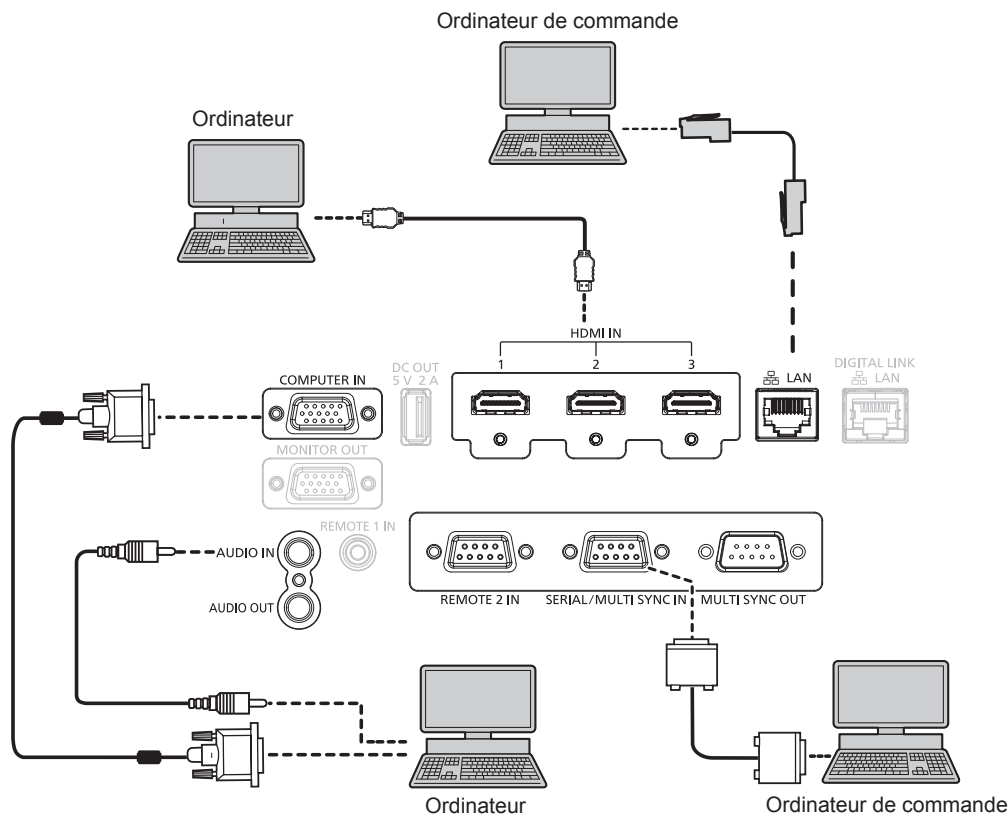 Ordinateur de commande
Ordinateur
HDMI IN
1 2 3
DC OUT
5 V 2 A
COMPUTER IN
LAN
DIGITAL LINK
LAN
MONITOR OUT
REMOTE 1 IN
AUDIO IN
AUDIO OUT
REMOTE 2 IN SERIAL/MULTI SYNC IN MULTI SYNC OUT
Ordinateur
Ordinateur de commande